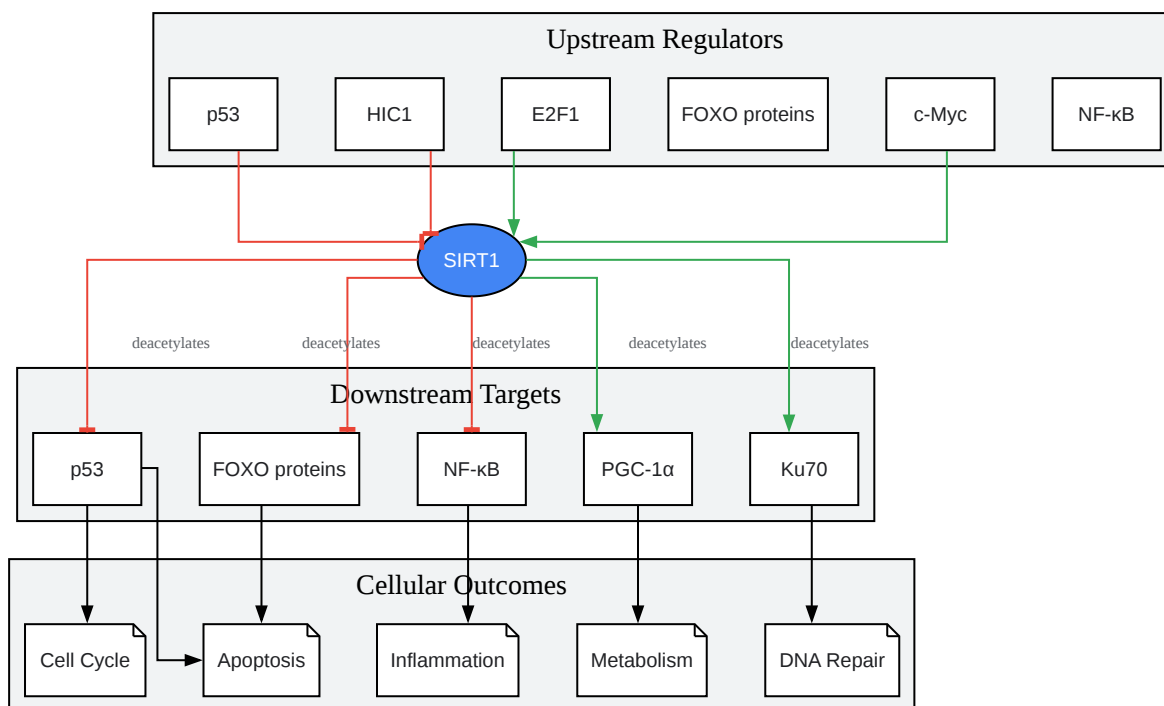 Upstream Regulators
p53
HIC1
E2F1
FOXO proteins
c-Myc
NF-κB
SIRT1
deacetylates
deacetylates
deacetylates
deacetylates
deacetylates
Downstream Targets
p53
FOXO proteins
NF-κB
PGC-1α
Ku70
Cellular Outcomes
Cell Cycle
Apoptosis
Inflammation
Metabolism
DNA Repair